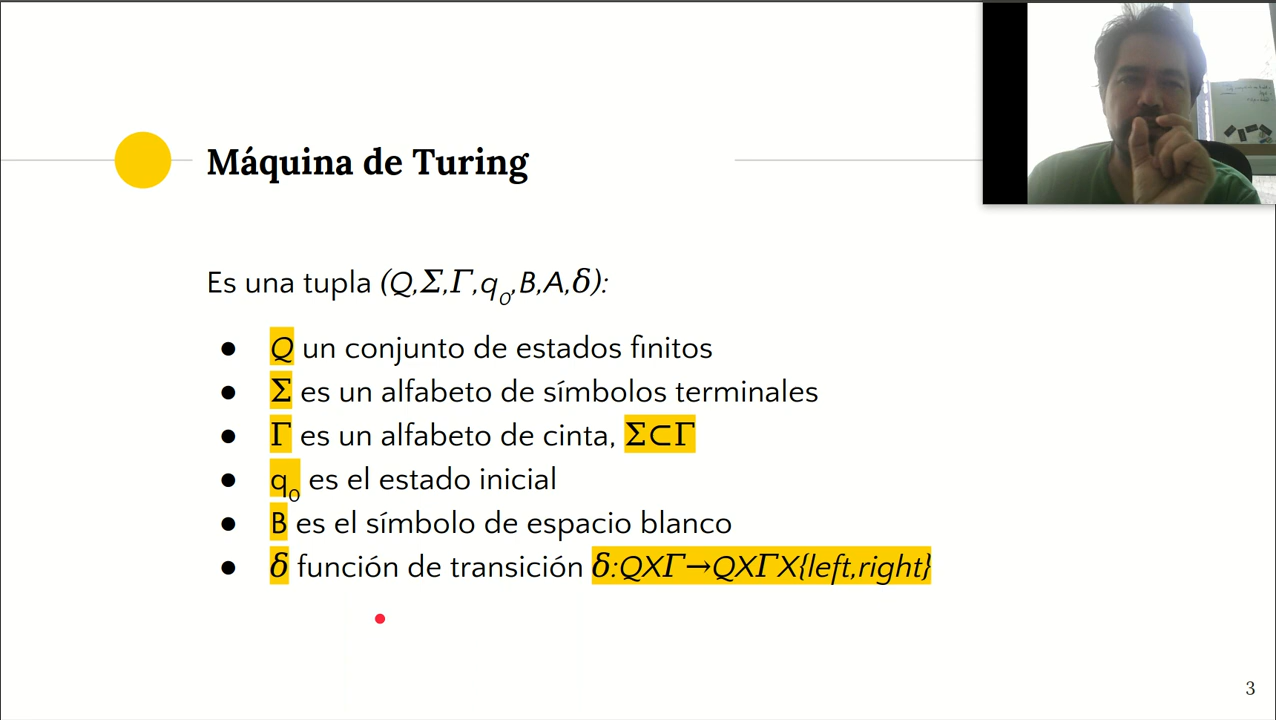 Máquina de Turing
Es una tupla (Q,Σ,Γ,q₀,B,A,δ):
● Q un conjunto de estados finitos
● Σ es un alfabeto de símbolos terminales
● Γ es un alfabeto de cinta, Σ⊂Γ
● q₀ es el estado inicial
● B es el símbolo de espacio blanco
● δ función de transición δ:QXΓ→QXΓX{left,right}
3